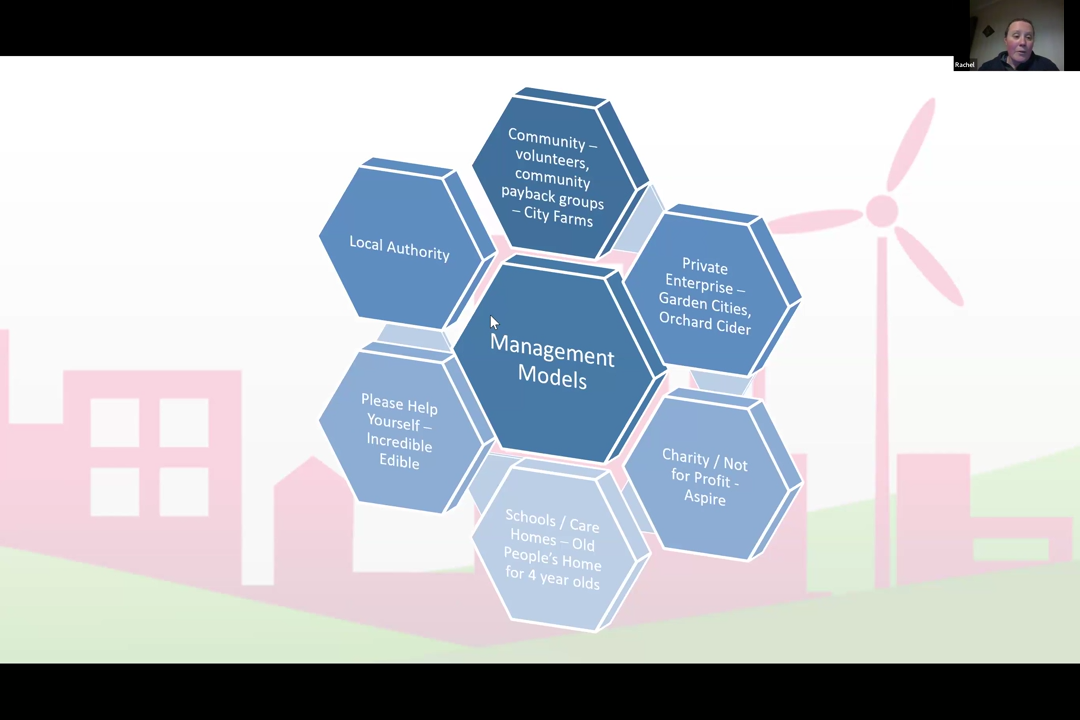 Rachel
Community –
volunteers,
community
payback groups
– City Farms
Local Authority
Private
Enterprise –
Garden Cities,
Orchard Cider
Management
Models
Please Help
Yourself –
Incredible
Edible
Charity / Not
for Profit -
Aspire
Schools / Care
Homes – Old
People's Home
for 4 year olds